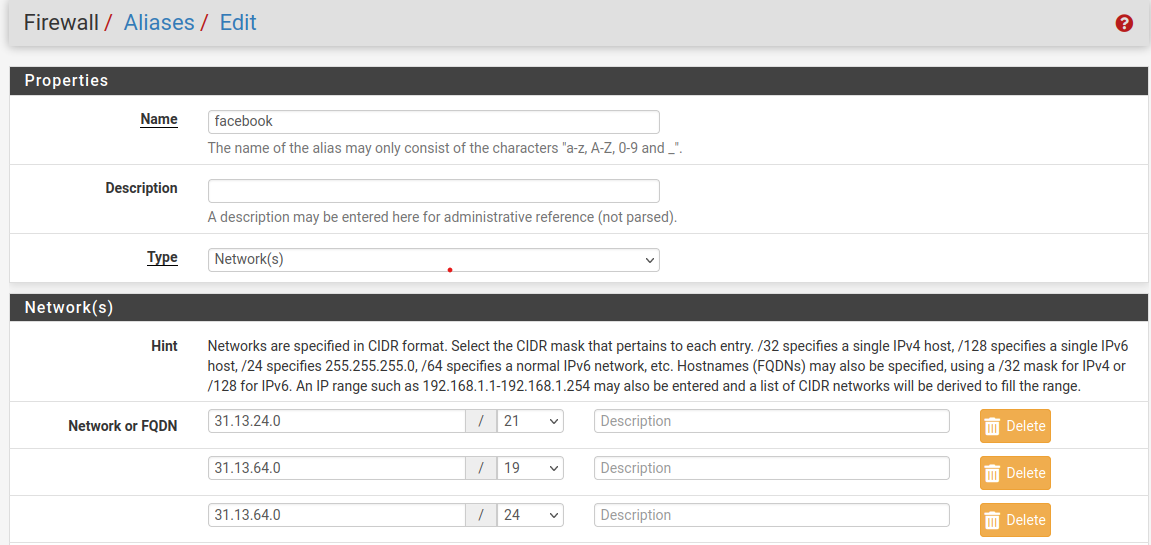 Firewall / Aliases / Edit
?
Properties
Name
facebook
The name of the alias may only consist of the characters "a-z, A-Z, 0-9 and _".
Description
A description may be entered here for administrative reference (not parsed).
Type
Network(s)
Network(s)
Hint
Networks are specified in CIDR format. Select the CIDR mask that pertains to each entry. /32 specifies a single IPv4 host, /128 specifies a single IPv6
host, /24 specifies 255.255.255.0, /64 specifies a normal IPv6 network, etc. Hostnames (FQDNs) may also be specified, using a /32 mask for IPv4 or
/128 for IPv6. An IP range such as 192.168.1.1-192.168.1.254 may also be entered and a list of CIDR networks will be derived to fill the range.
Network or FQDN
31.13.24.0 / 21 Description Delete
31.13.64.0 / 19 Description Delete
31.13.64.0 / 24 Description Delete